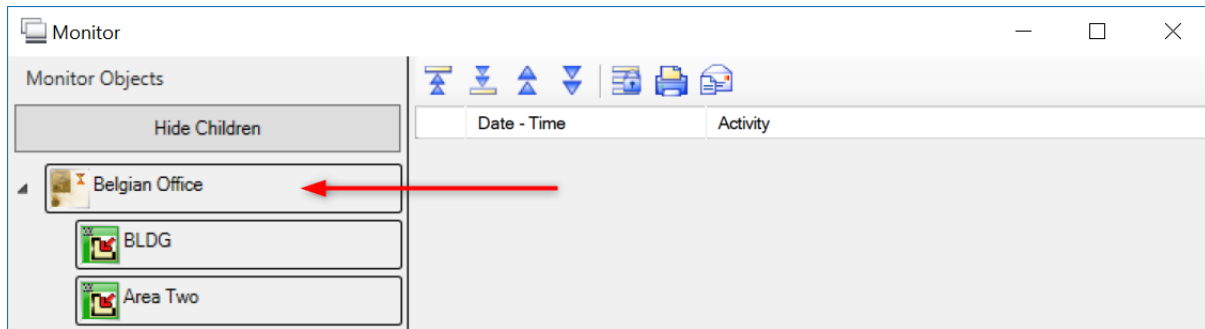 Monitor
Monitor Objects
Hide Children
Date - Time Activity
Belgian Office
BLDG
Area Two